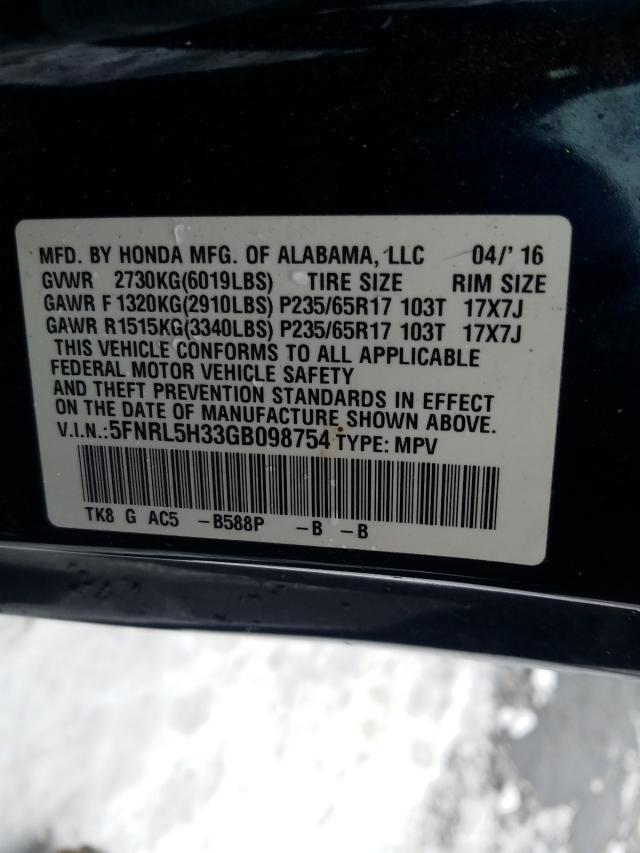 MFD. BY HONDA MFG. OF ALABAMA, LLC 04/' 16
GVWR 2730KG(6019LBS) TIRE SIZE RIM SIZE
GAWR F 1320KG(2910LBS) P235/65R17 103T 17X7J
GAWR R1515KG(3340LBS) P235/65R17 103T 17X7J
THIS VEHICLE CONFORMS TO ALL APPLICABLE
FEDERAL MOTOR VEHICLE SAFETY
AND THEFT PREVENTION STANDARDS IN EFFECT
ON THE DATE OF MANUFACTURE SHOWN ABOVE.
V.I.N.:5FNRL5H33GB098754 TYPE: MPV
TK8 G AC5 -B588P -B -B